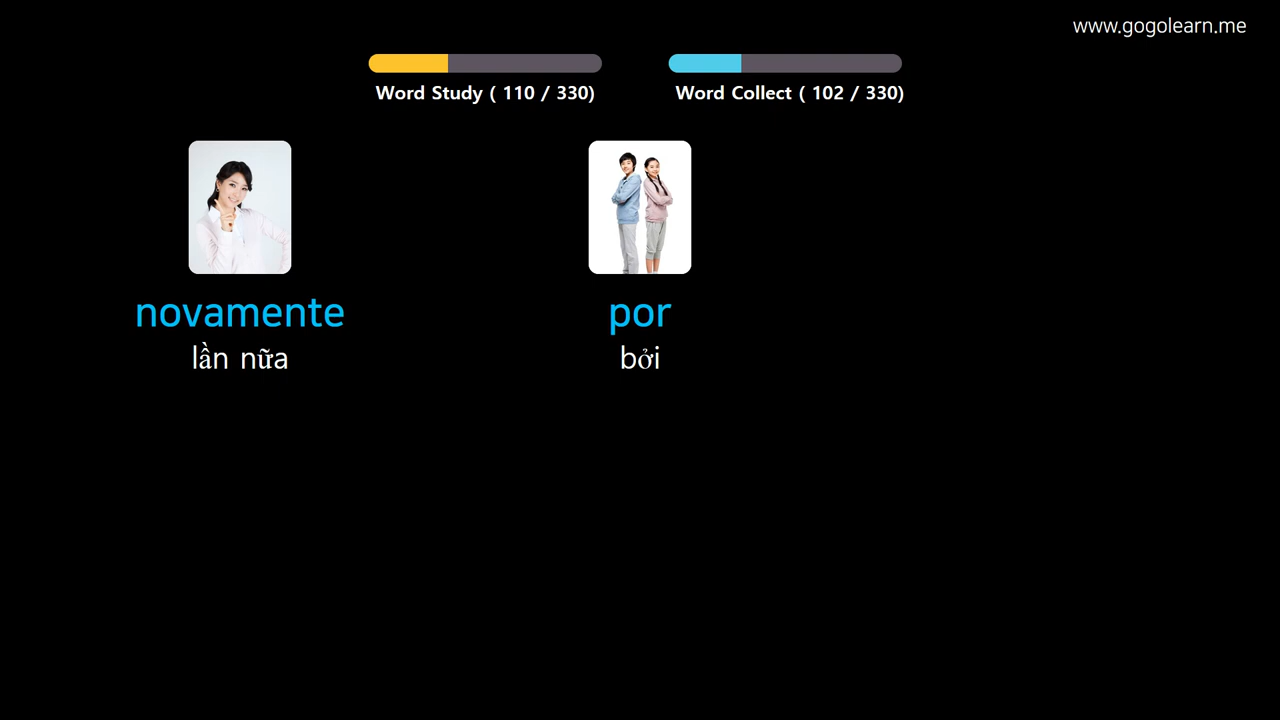 www.gogolearn.me
Word Study ( 110 / 330)
Word Collect ( 102 / 330)
novamente
lần nữa
por
bởi